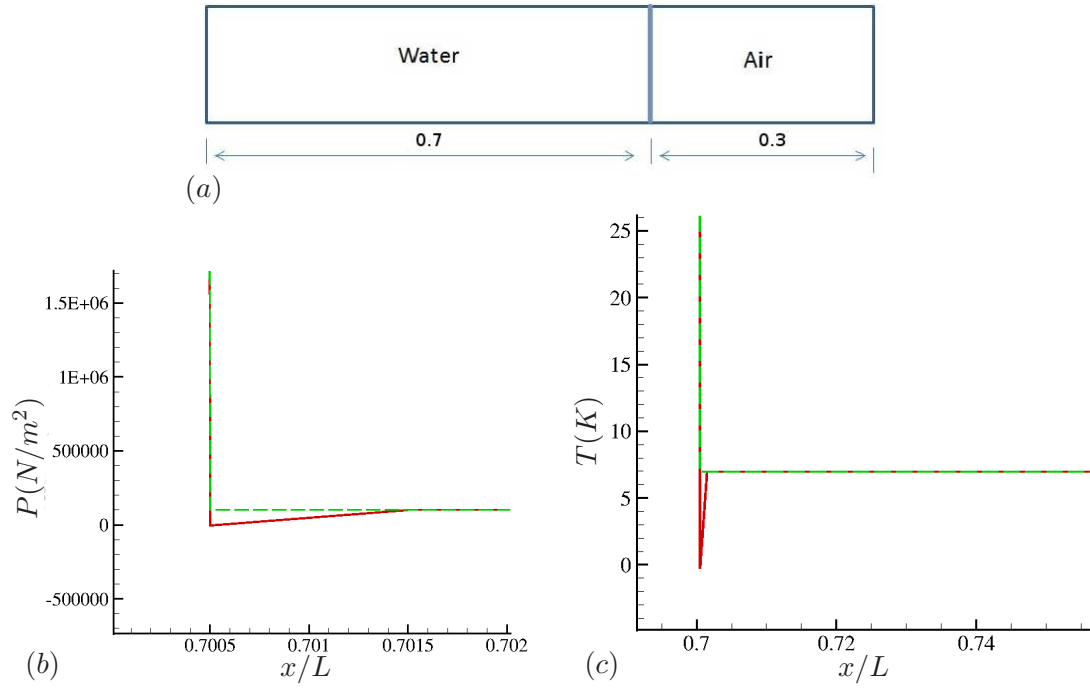 Water
Air
0.7
0.3
(a)
1.5E+06
1E+06
500000
0
-500000
P(N/m²)
0.7005
0.701
0.7015
0.702
x/L
(b)
25
20
15
10
5
0
T(K)
0.7
0.72
0.74
x/L
(c)